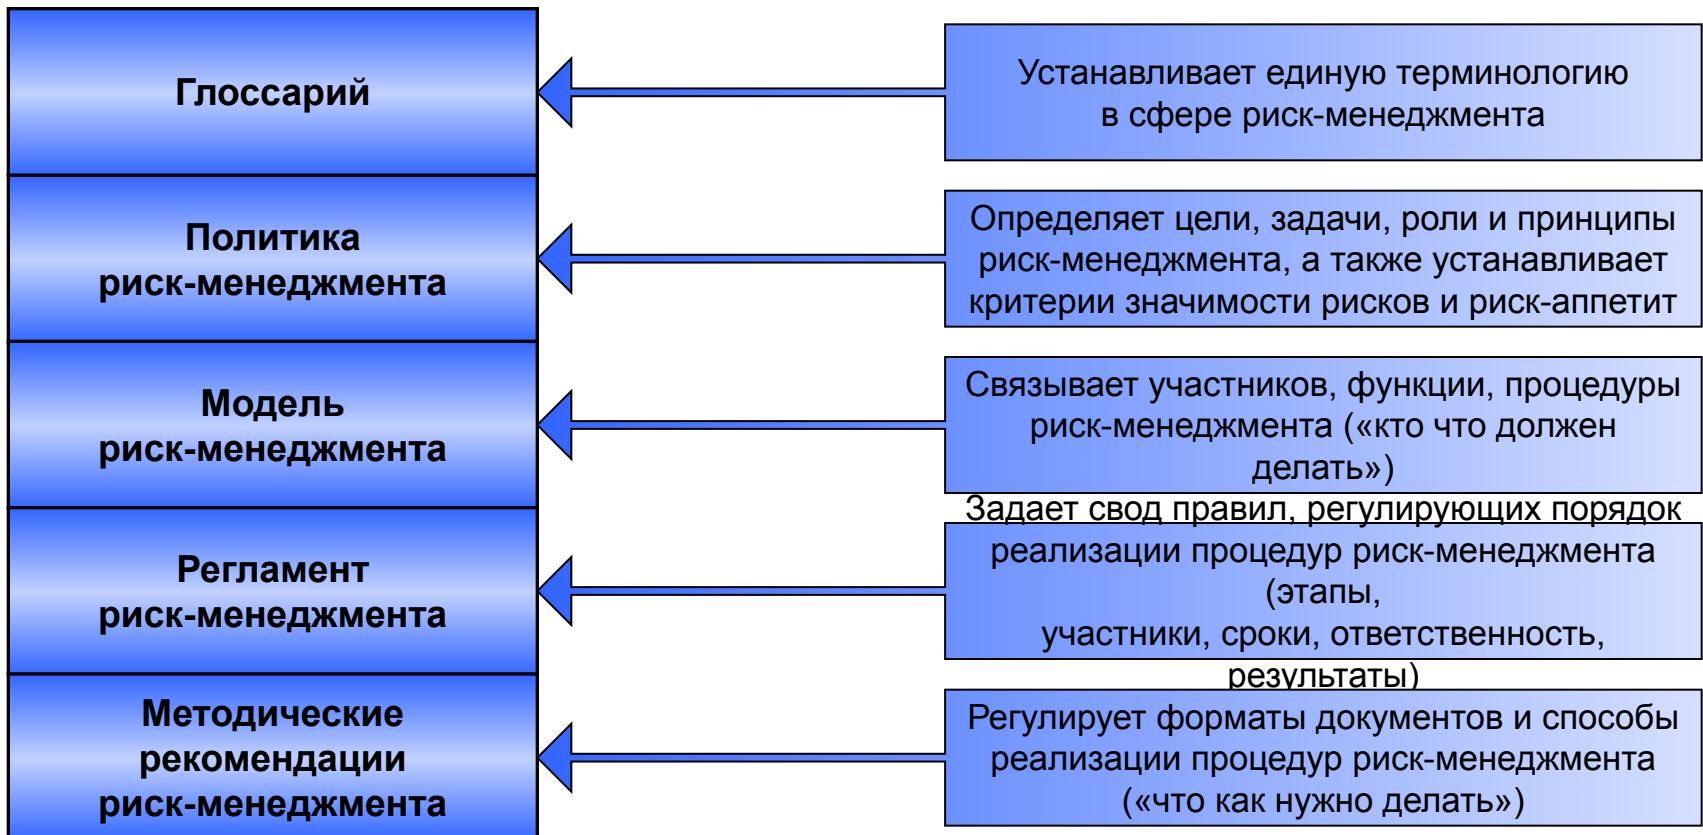 Глоссарий
Устанавливает единую терминологию
в сфере риск-менеджмента
Политика
риск-менеджмента
Определяет цели, задачи, роли и принципы
риск-менеджмента, а также устанавливает
критерии значимости рисков и риск-аппетит
Модель
риск-менеджмента
Связывает участников, функции, процедуры
риск-менеджмента («кто что должен
делать»)
Регламент
риск-менеджмента
Задает свод правил, регулирующих порядок
реализации процедур риск-менеджмента
(этапы,
участники, сроки, ответственность,
результаты)
Методические
рекомендации
риск-менеджмента
Регулирует форматы документов и способы
реализации процедур риск-менеджмента
(«что как нужно делать»)